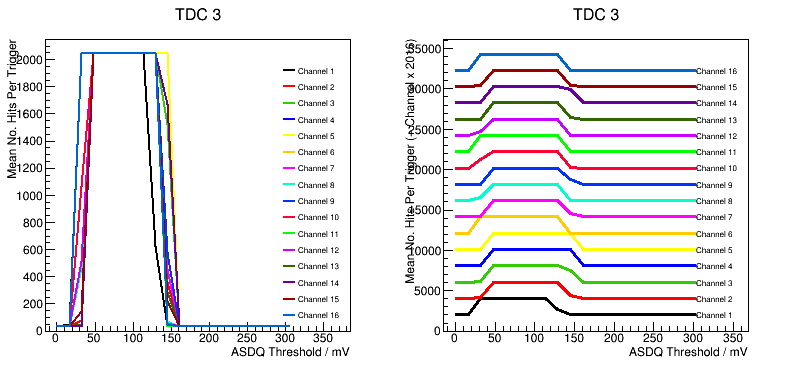 TDC 3
Mean No. Hits Per Trigger
2000
1800
1600
1400
1200
1000
800
600
400
200
0
Channel 1
Channel 2
Channel 3
Channel 4
Channel 5
Channel 6
Channel 7
Channel 8
Channel 9
Channel 10
Channel 11
Channel 12
Channel 13
Channel 14
Channel 15
Channel 16
0 50 100 150 200 250 300 350
ASDQ Threshold / mV
TDC 3
Mean No. Hits Per Trigger (+ Channel x 2016)
35000
30000
25000
20000
15000
10000
5000
0
Channel 16
Channel 15
Channel 14
Channel 13
Channel 12
Channel 11
Channel 10
Channel 9
Channel 8
Channel 7
Channel 6
Channel 5
Channel 4
Channel 3
Channel 2
Channel 1
0 50 100 150 200 250 300 350
ASDQ Threshold / mV